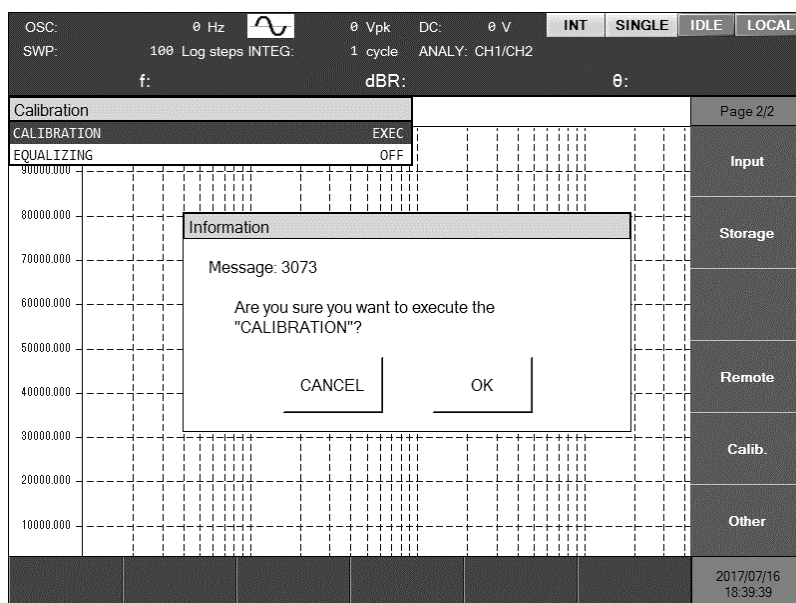 OSC: 0 Hz 0 Vpk DC: 0 V INT SINGLE IDLE LOCAL
SWP: 100 Log steps INTEG: 1 cycle ANALY: CH1/CH2
f: dBR: θ:
Calibration
CALIBRATION EXEC
EQUALIZING OFF
Page 2/2
Input
Storage
Remote
Calib.
Other
90000.000
80000.000
70000.000
60000.000
50000.000
40000.000
30000.000
20000.000
10000.000
Information
Message: 3073
Are you sure you want to execute the
"CALIBRATION"?
CANCEL OK
2017/07/16
18:39:39